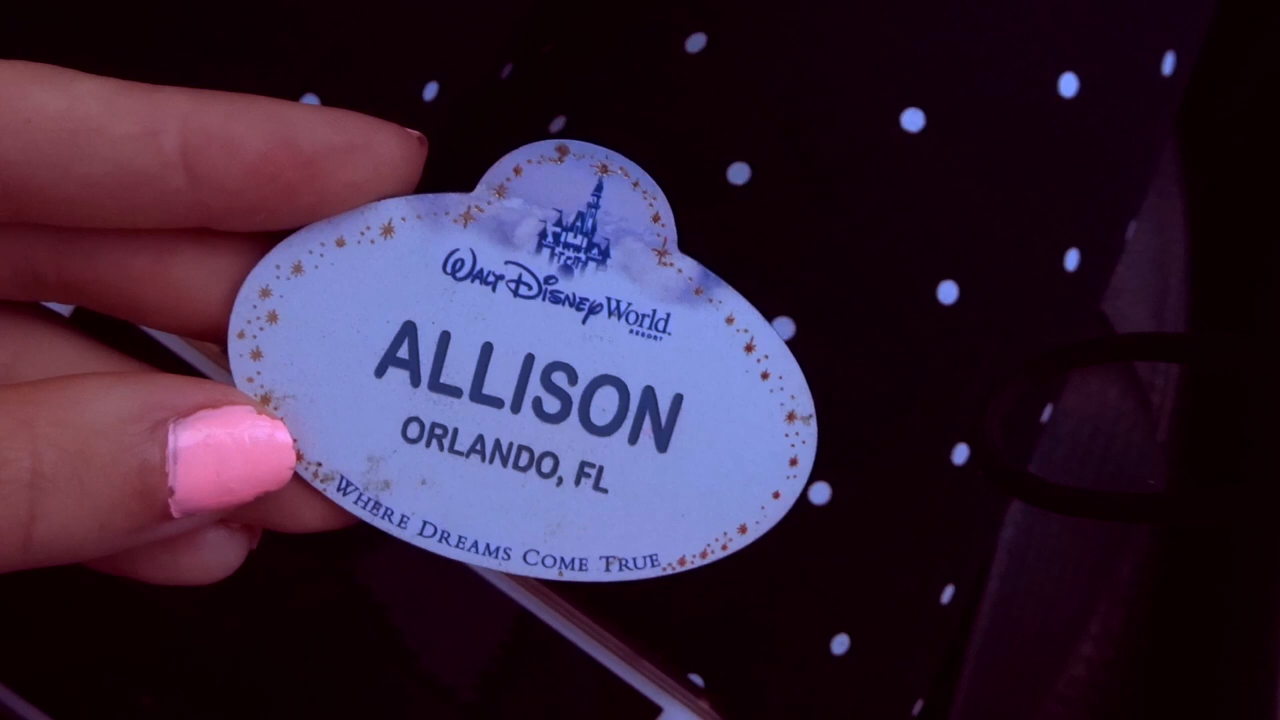 WALT DISNEY World.
RESORT
ALLISON
ORLANDO, FL
WHERE DREAMS COME TRUE